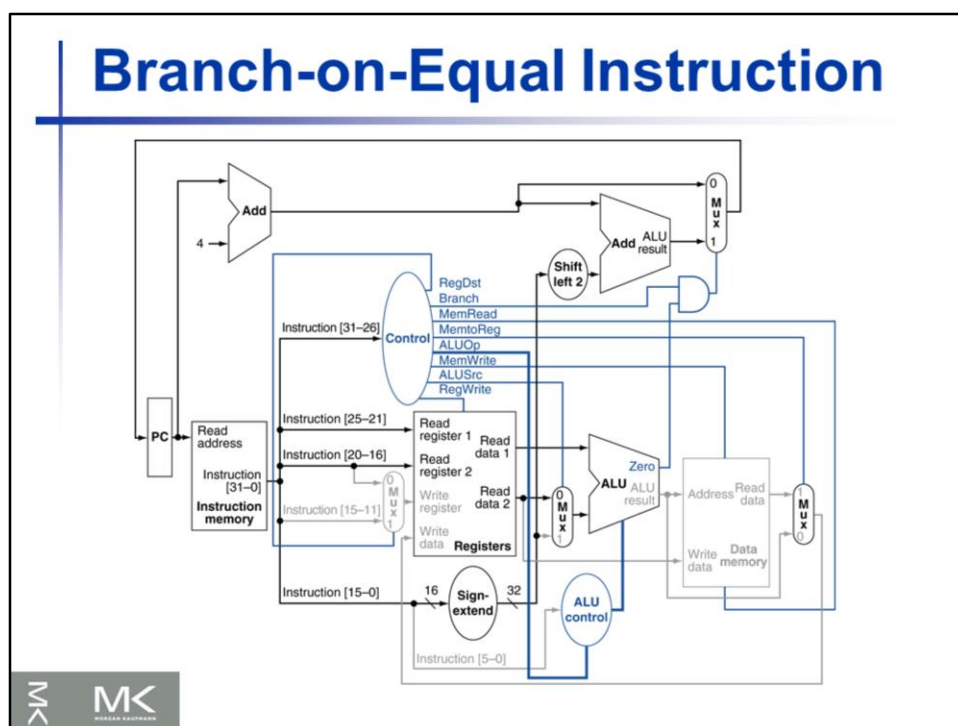 Branch-on-Equal Instruction
0
M
u
x
1
Add
4
Add
ALU
result
Shift
left 2
RegDst
Branch
MemRead
MemtoReg
ALUOp
MemWrite
ALUSrc
RegWrite
Instruction [31–26]
Control
Instruction [25–21]
Instruction [20–16]
Instruction [15–11]
Instruction [15–0]
Instruction [5–0]
PC
Read
address
Instruction
[31–0]
Instruction
memory
0
M
u
x
1
Read
register 1
Read
register 2
Write
register
Write
data
Read
data 1
Read
data 2
Registers
0
M
u
x
1
Zero
ALU
ALU
result
Address
Read
data
Write
data
Data
memory
1
M
u
x
0
16
Sign-
extend
32
ALU
control
MK
MK
MORGAN KAUFMANN